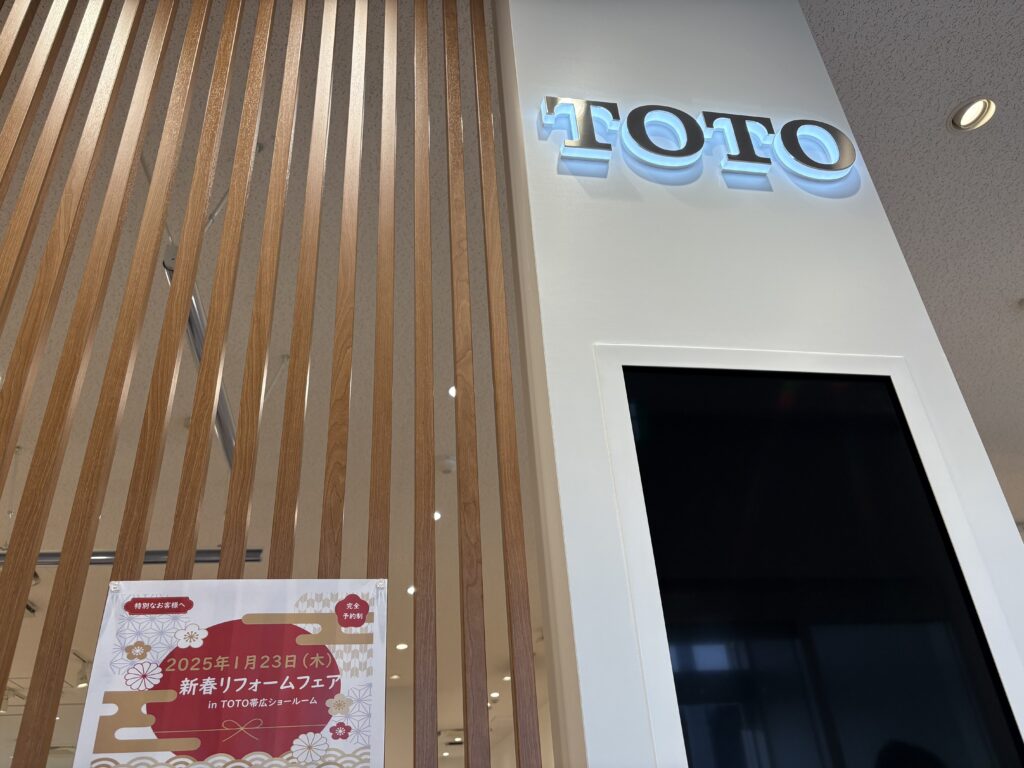 TOTO
特別なお客様へ
完全
予約制
2025年1月23日(木)
新春リフォームフェア
in TOTO帯広ショールーム